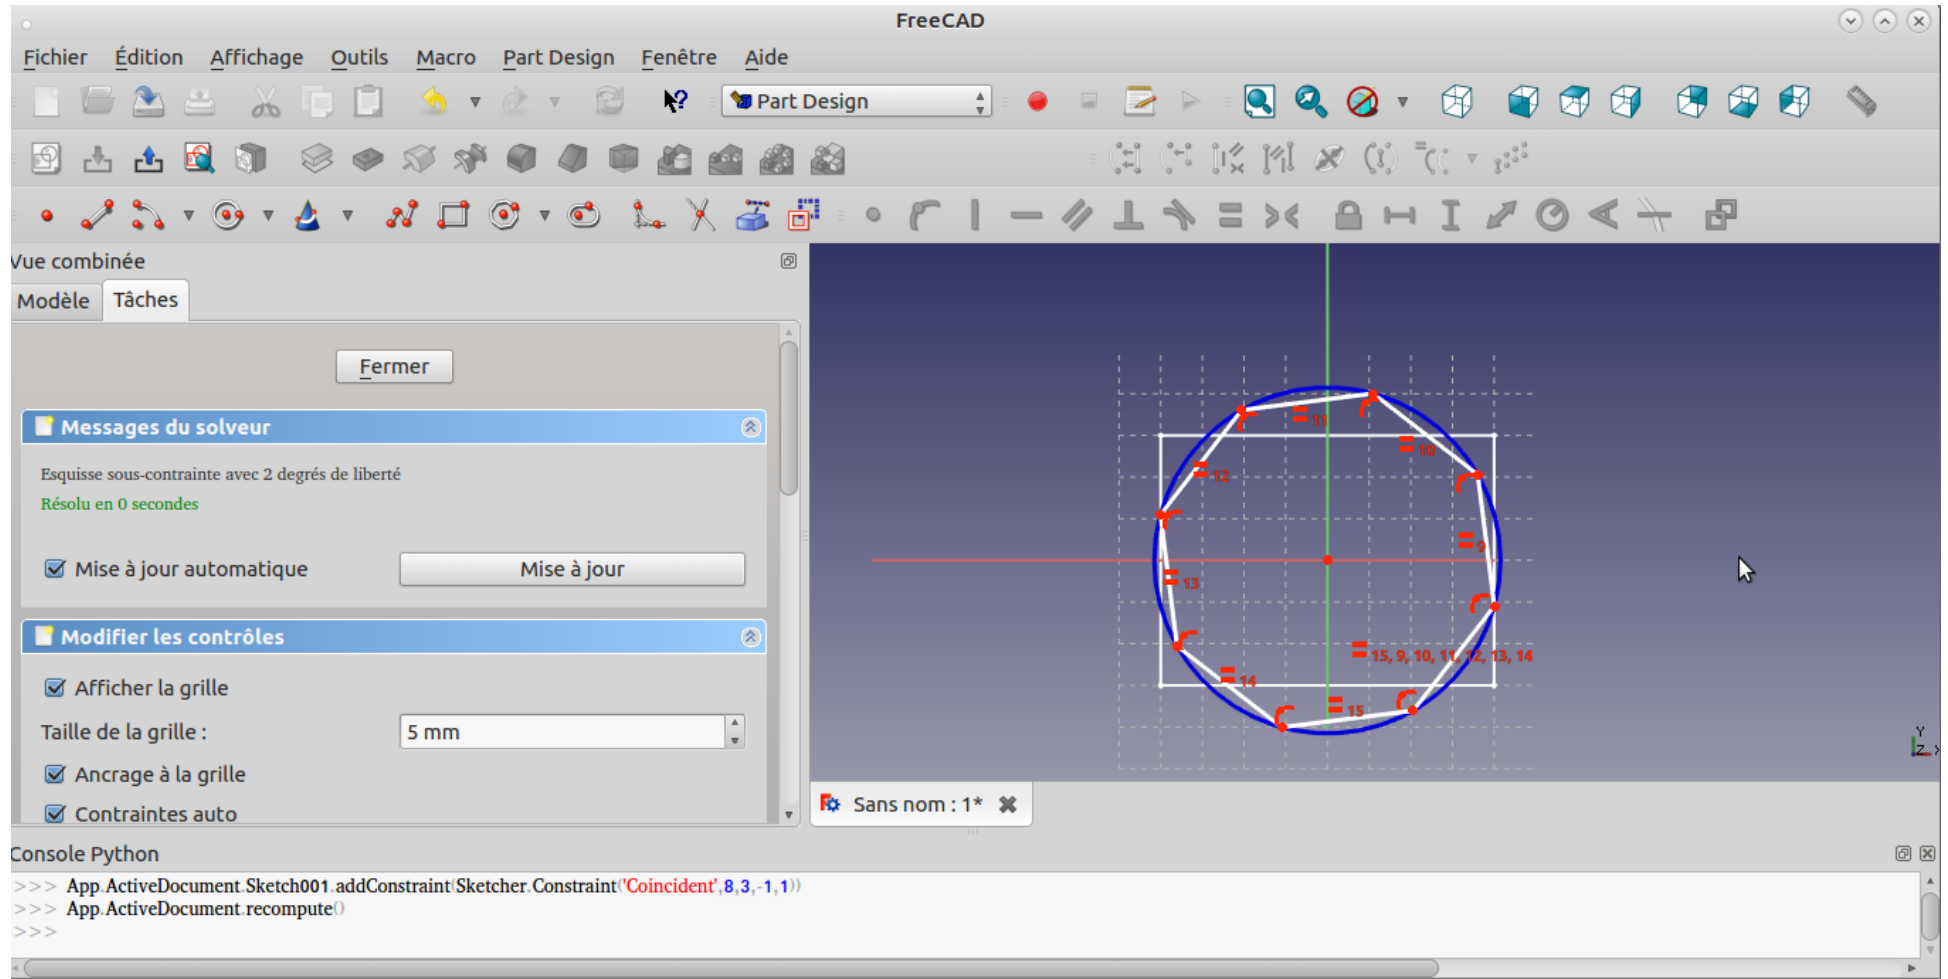 FreeCAD
Fichier Édition Affichage Outils Macro Part Design Fenêtre Aide
Part Design
Vue combinée
Modèle Tâches
Fermer
Messages du solveur
Esquisse sous-contrainte avec 2 degrés de liberté
Résolu en 0 secondes
Mise à jour automatique Mise à jour
Modifier les contrôles
Afficher la grille
Taille de la grille : 5 mm
Ancrage à la grille
Contraintes auto
11
10
12
9
13
15, 9, 10, 11, 12, 13, 14
14
15
Y
Z X
Sans nom : 1*
Console Python
>>> App.ActiveDocument.Sketch001.addConstraint(Sketcher.Constraint('Coincident',8,3,-1,1))
>>> App.ActiveDocument.recompute()
>>>